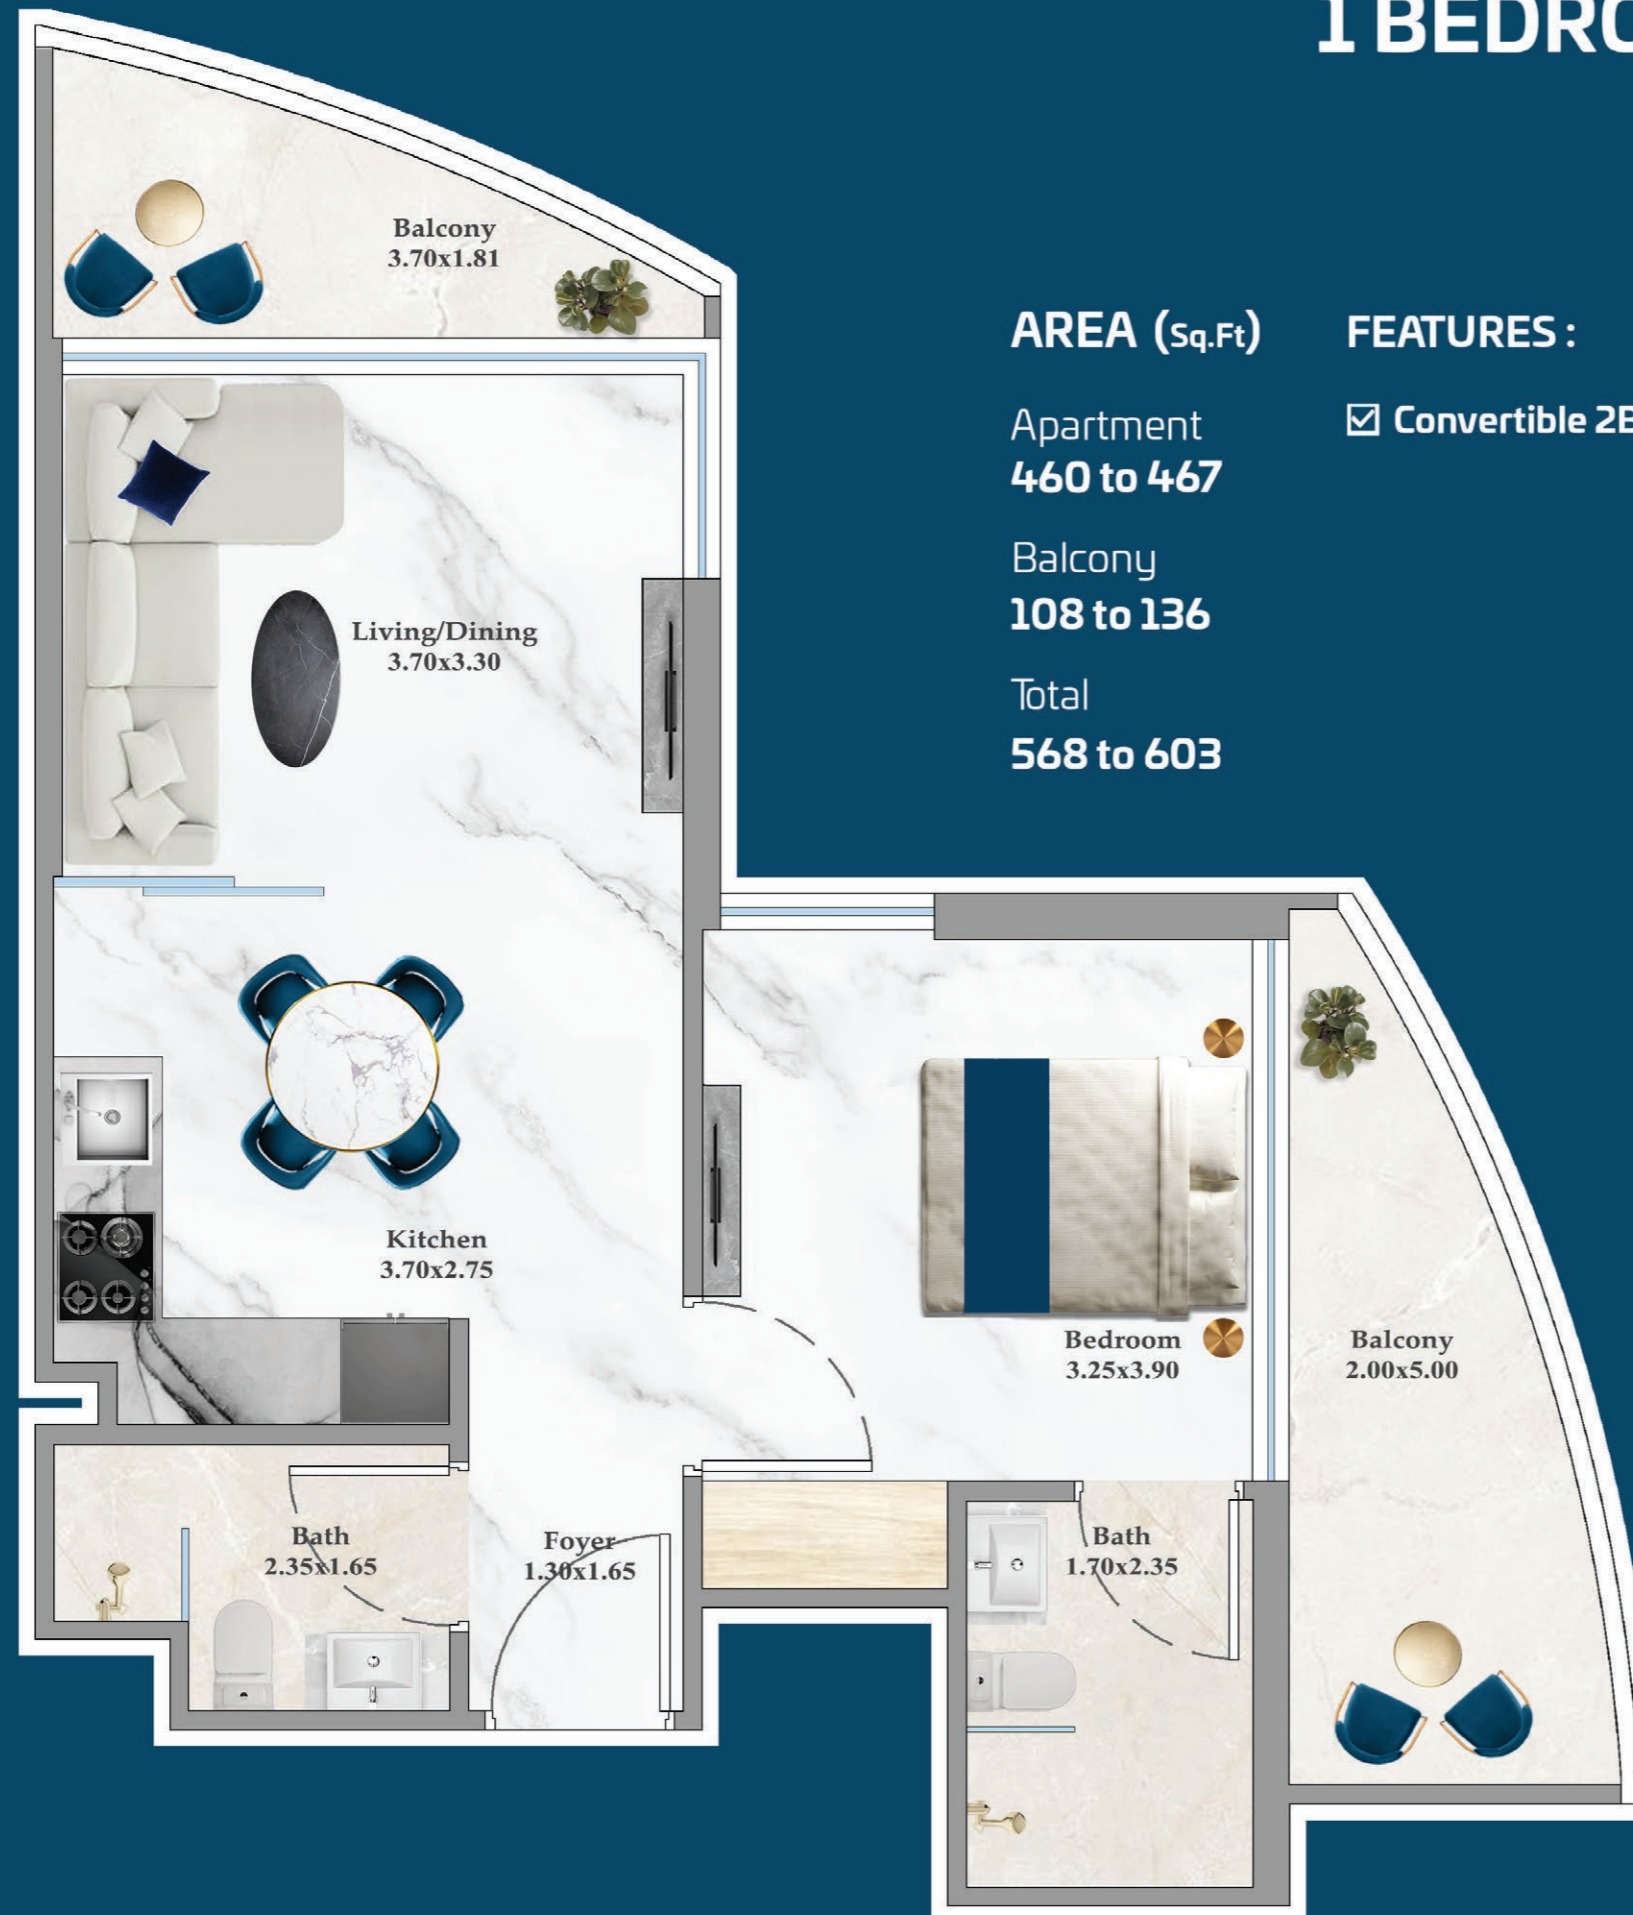 1 BEDRO
Balcony
3.70x1.81
AREA (Sq.Ft)
FEATURES :
Apartment
460 to 467
Convertible 2B
Balcony
108 to 136
Total
568 to 603
Living/Dining
3.70x3.30
Kitchen
3.70x2.75
Bedroom
3.25x3.90
Balcony
2.00x5.00
Bath
2.35x1.65
Foyer
1.30x1.65
Bath
1.70x2.35